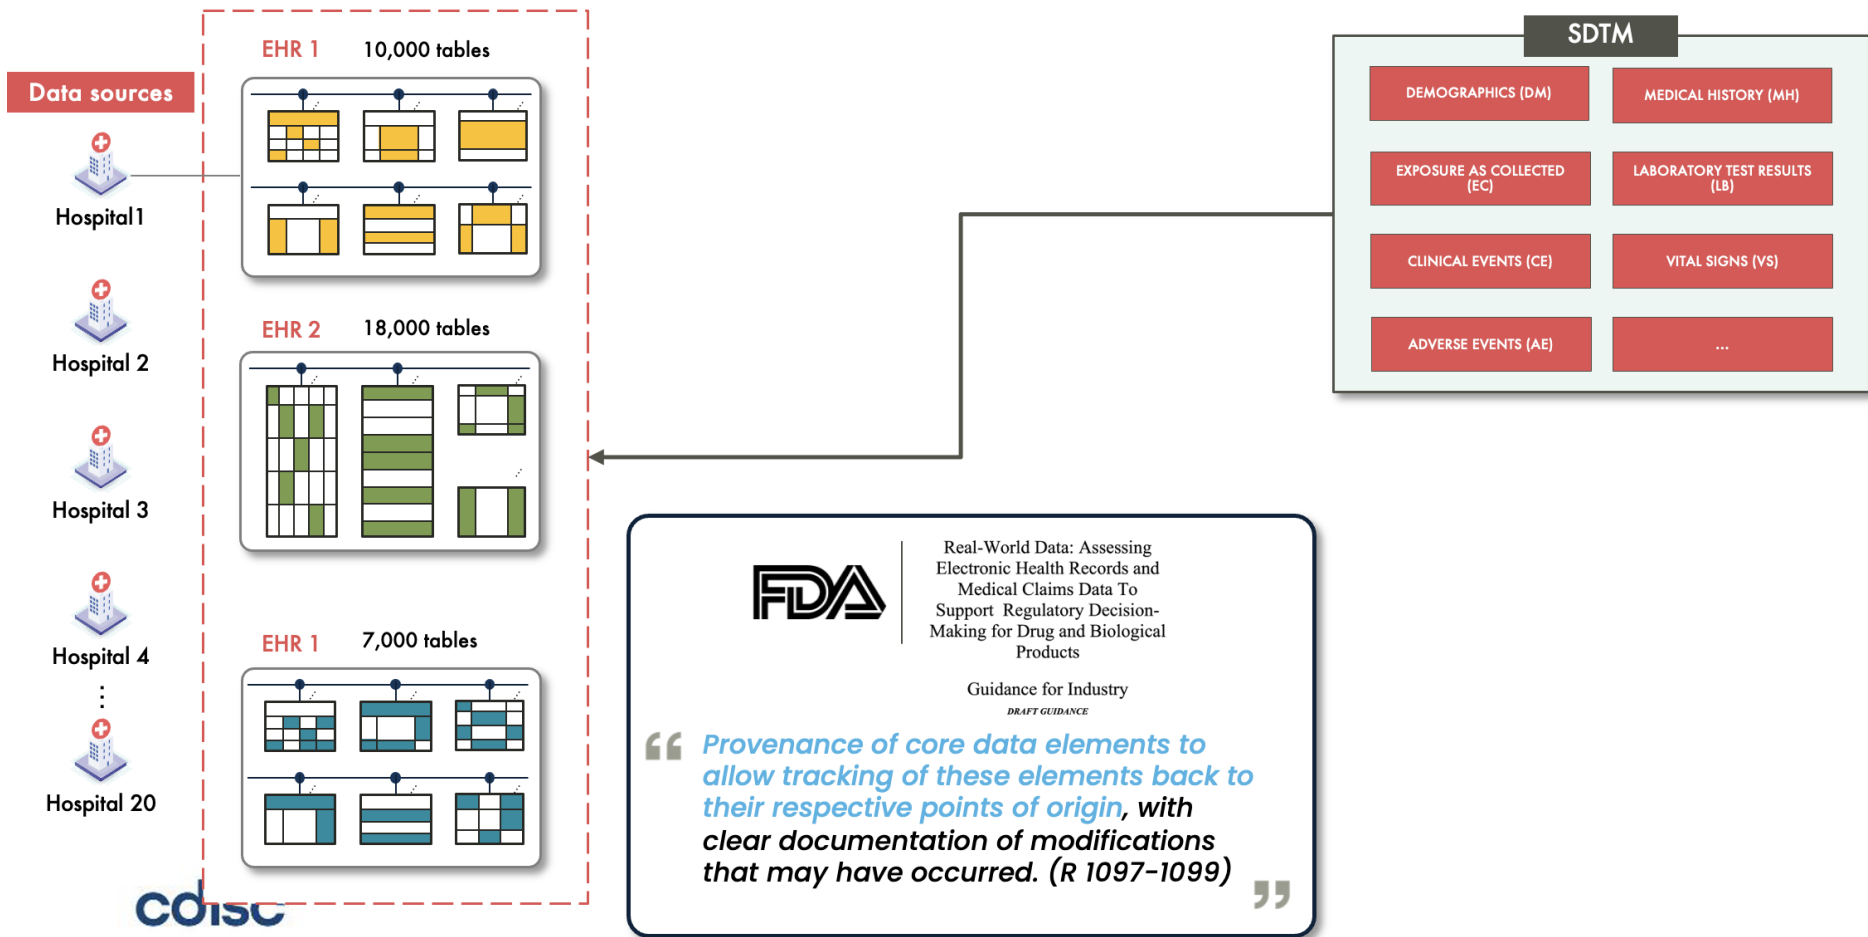 Data sources
Hospital1
Hospital 2
Hospital 3
Hospital 4
Hospital 20
EHR 1 10,000 tables
EHR 2 18,000 tables
EHR 1 7,000 tables
SDTM
DEMOGRAPHICS (DM)
MEDICAL HISTORY (MH)
EXPOSURE AS COLLECTED
(EC)
LABORATORY TEST RESULTS
(LB)
CLINICAL EVENTS (CE)
VITAL SIGNS (VS)
ADVERSE EVENTS (AE)
...
FDA
Real-World Data: Assessing
Electronic Health Records and
Medical Claims Data To
Support Regulatory Decision-
Making for Drug and Biological
Products
Guidance for Industry
DRAFT GUIDANCE
“ Provenance of core data elements to
allow tracking of these elements back to
their respective points of origin, with
clear documentation of modifications
that may have occurred. (R 1097-1099) ”
cdisc